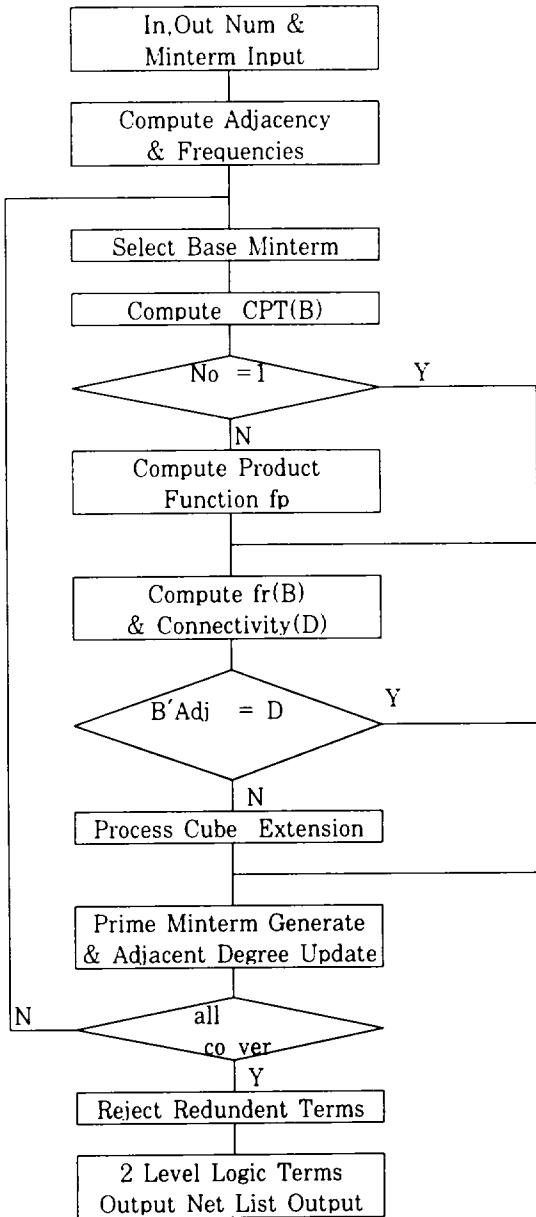 In,Out Num &
Minterm Input
Compute Adjacency
& Frequencies
Select Base Minterm
Compute CPT(B)
No =1
Y
N
Compute Product
Function fp
Compute fr(B)
& Connectivity(D)
B´Adj = D
Y
N
Process Cube Extension
Prime Minterm Generate
& Adjacent Degree Update
N
all
co ver
Y
Reject Redundent Terms
2 Level Logic Terms
Output Net List Output